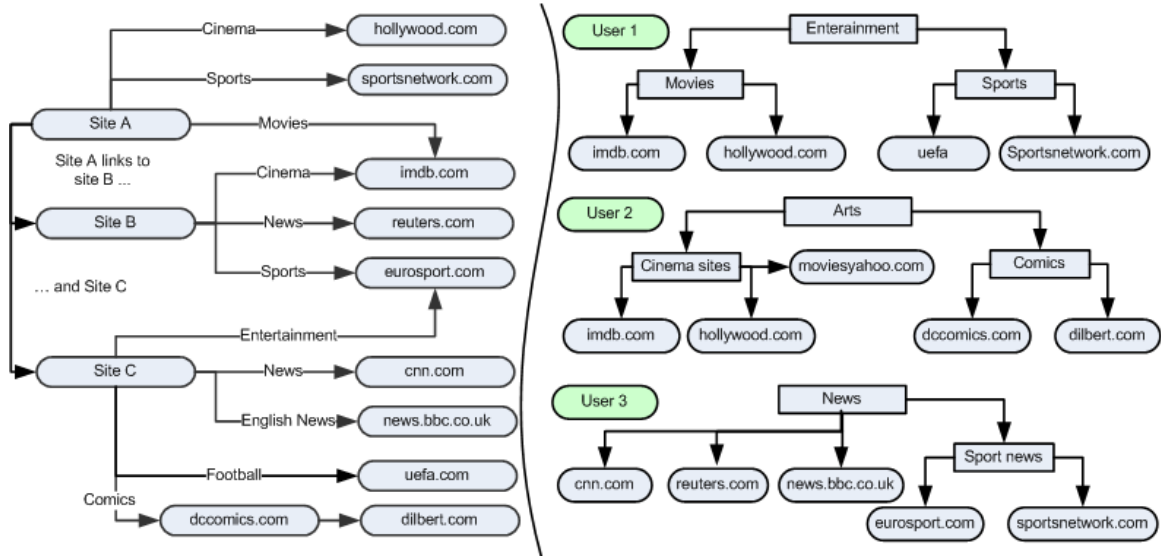 Cinema
hollywood.com
Sports
sportsnetwork.com
Site A
Movies
Site A links to
site B ...
Cinema
imdb.com
Site B
News
reuters.com
Sports
eurosport.com
... and Site C
Entertainment
Site C
News
cnn.com
English News
news.bbc.co.uk
Football
uefa.com
Comics
dccomics.com
dilbert.com
User 1
Enterainment
Movies
Sports
imdb.com
hollywood.com
uefa
Sportsnetwork.com
User 2
Arts
Cinema sites
moviesyahoo.com
Comics
imdb.com
hollywood.com
dccomics.com
dilbert.com
User 3
News
Sport news
cnn.com
reuters.com
news.bbc.co.uk
eurosport.com
sportsnetwork.com